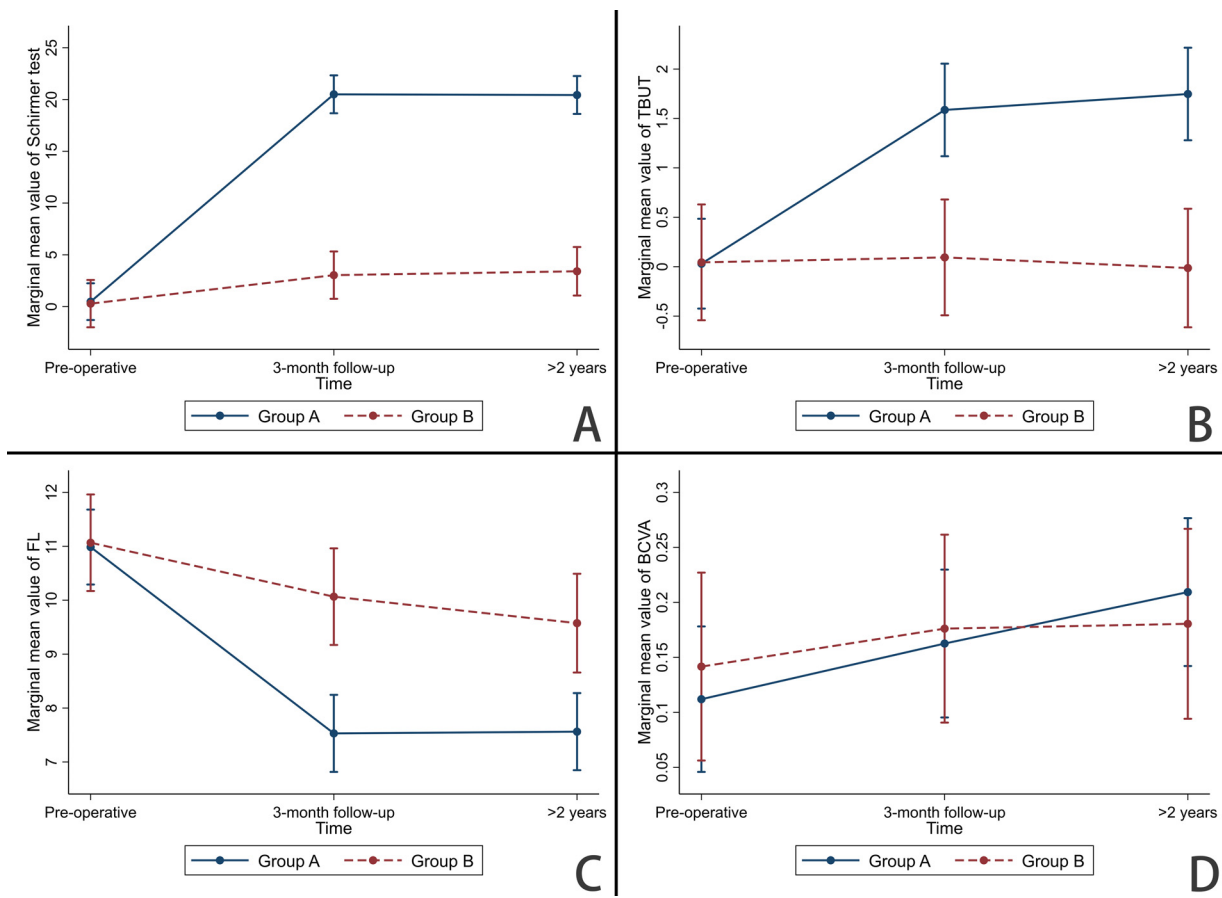 Marginal mean value of Schirmer test
25
20
15
10
5
0
Pre-operative
3-month follow-up
>2 years
Time
Group A
Group B
A
Marginal mean value of TBUT
2
1.5
1
0.5
0
-0.5
Pre-operative
3-month follow-up
>2 years
Time
Group A
Group B
B
Marginal mean value of FL
12
11
10
9
8
7
Pre-operative
3-month follow-up
>2 years
Time
Group A
Group B
C
Marginal mean value of BCVA
0.3
0.25
0.2
0.15
0.1
0.05
Pre-operative
3-month follow-up
>2 years
Time
Group A
Group B
D